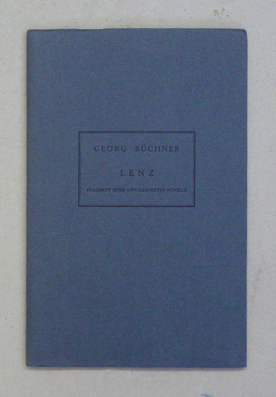 GEORG BÜCHNER
LENZ
FRAGMENT EINER UNVOLLENDETEN NOVELLE